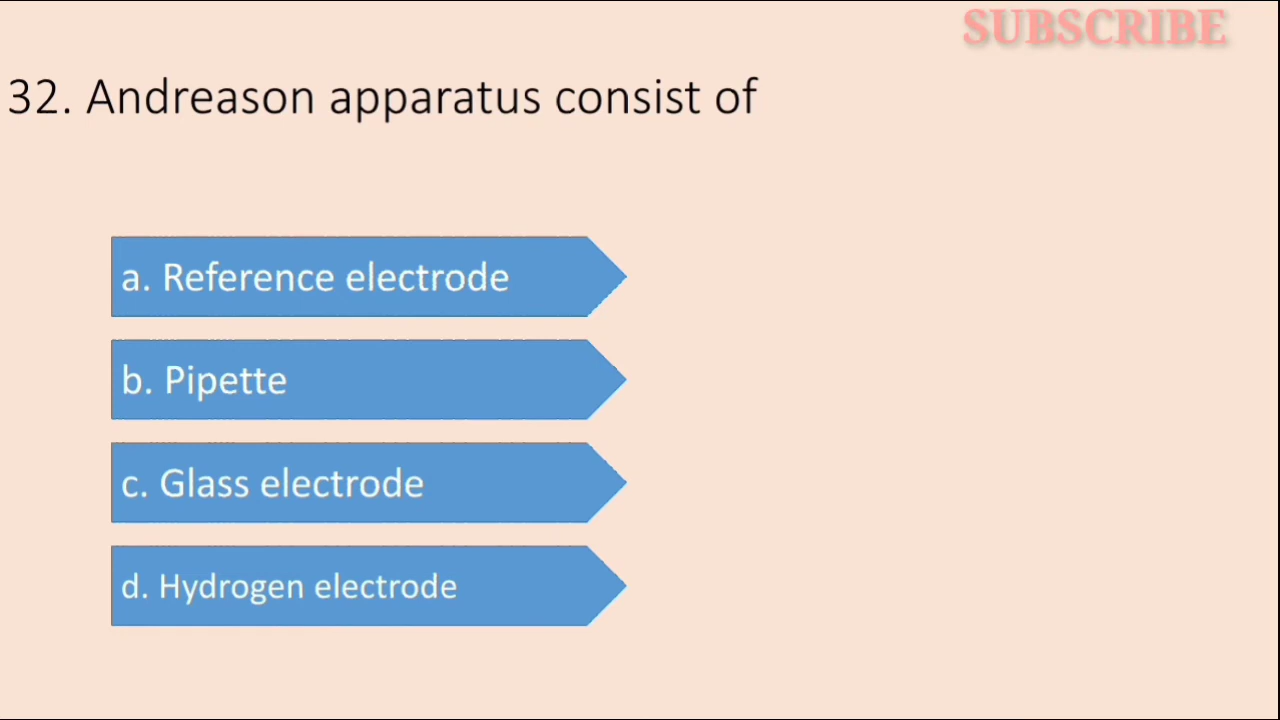 SUBSCRIBE
32. Andreason apparatus consist of
a. Reference electrode
b. Pipette
c. Glass electrode
d. Hydrogen electrode